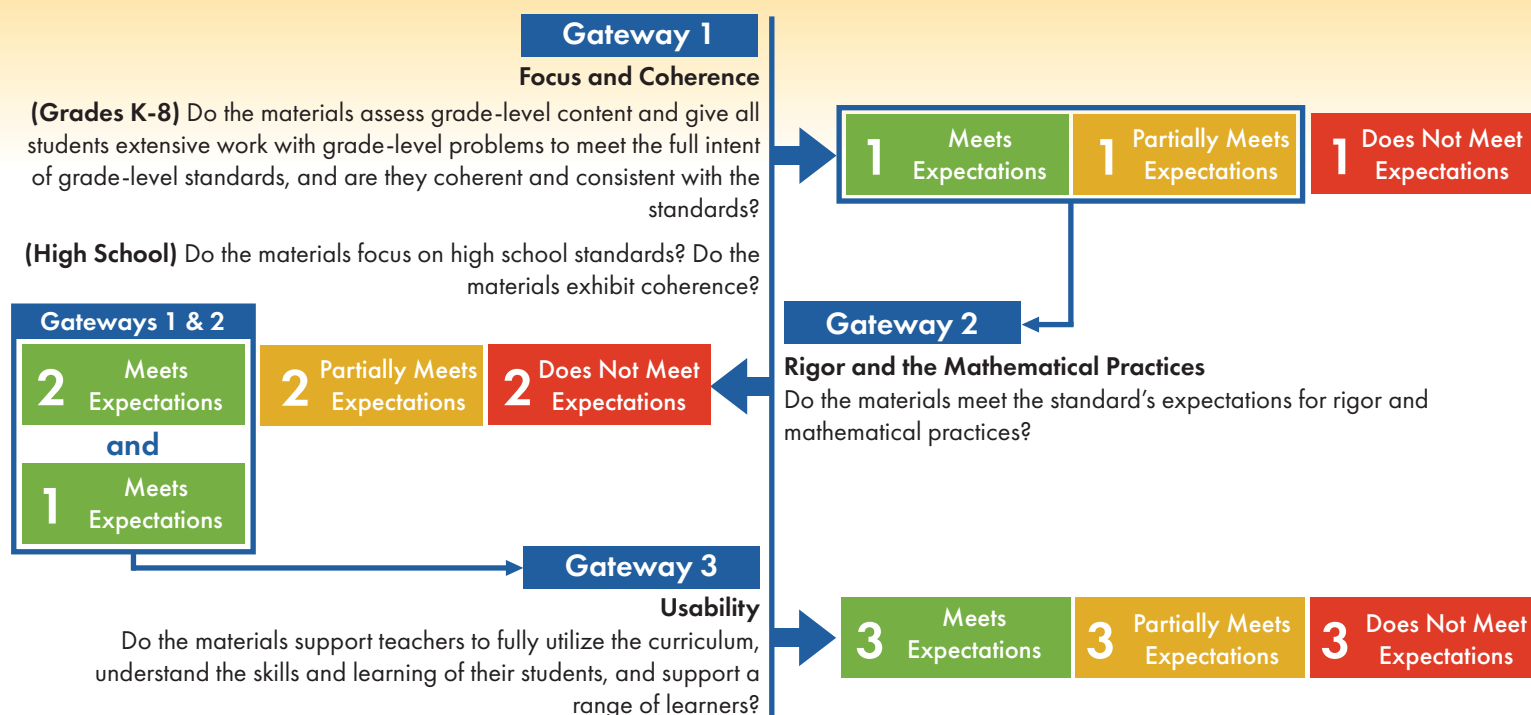 Gateway 1
Focus and Coherence
(Grades K-8) Do the materials assess grade-level content and give all
students extensive work with grade-level problems to meet the full intent
of grade-level standards, and are they coherent and consistent with the
standards?
(High School) Do the materials focus on high school standards? Do the
materials exhibit coherence?
1 Meets
Expectations
1 Partially Meets
Expectations
1 Does Not Meet
Expectations
Gateway 2
Rigor and the Mathematical Practices
Do the materials meet the standard’s expectations for rigor and
mathematical practices?
Gateways 1 & 2
2 Meets
Expectations
and
1 Meets
Expectations
2 Partially Meets
Expectations
2 Does Not Meet
Expectations
Gateway 3
Usability
Do the materials support teachers to fully utilize the curriculum,
understand the skills and learning of their students, and support a
range of learners?
3 Meets
Expectations
3 Partially Meets
Expectations
3 Does Not Meet
Expectations